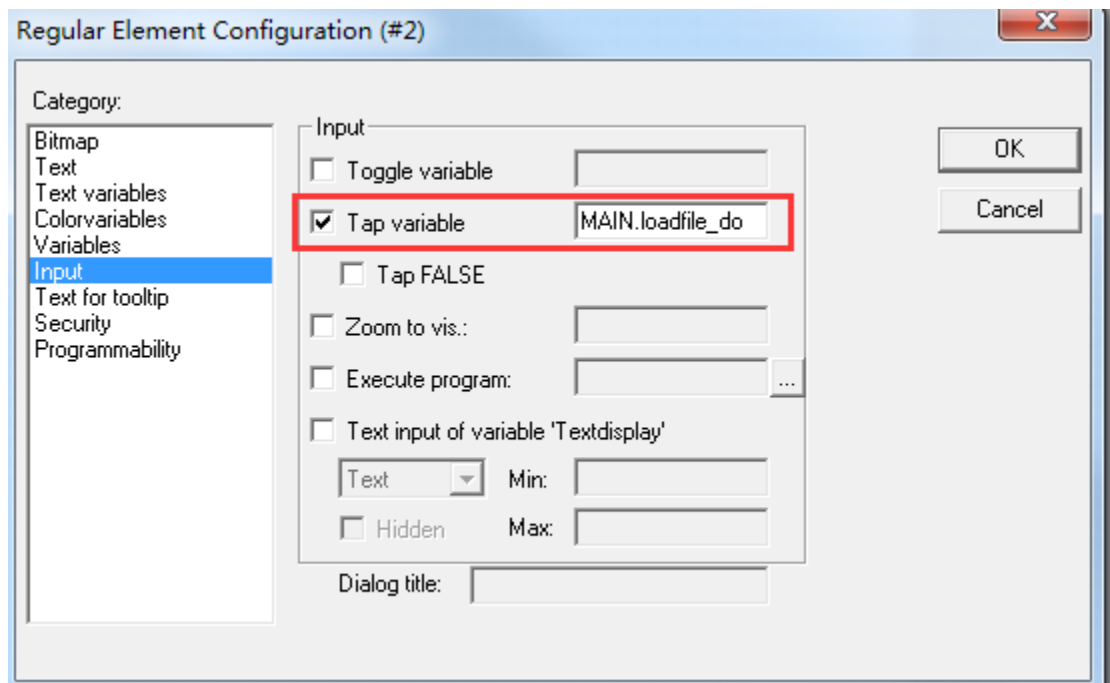 Regular Element Configuration (#2)
Category:
Bitmap
Text
Text variables
Colorvariables
Variables
Input
Text for tooltip
Security
Programmability
Input
Toggle variable
Tap variable MAIN.loadfile_do
Tap FALSE
Zoom to vis.:
Execute program: ...
Text input of variable 'Textdisplay'
Text Min:
Hidden Max:
Dialog title:
OK
Cancel